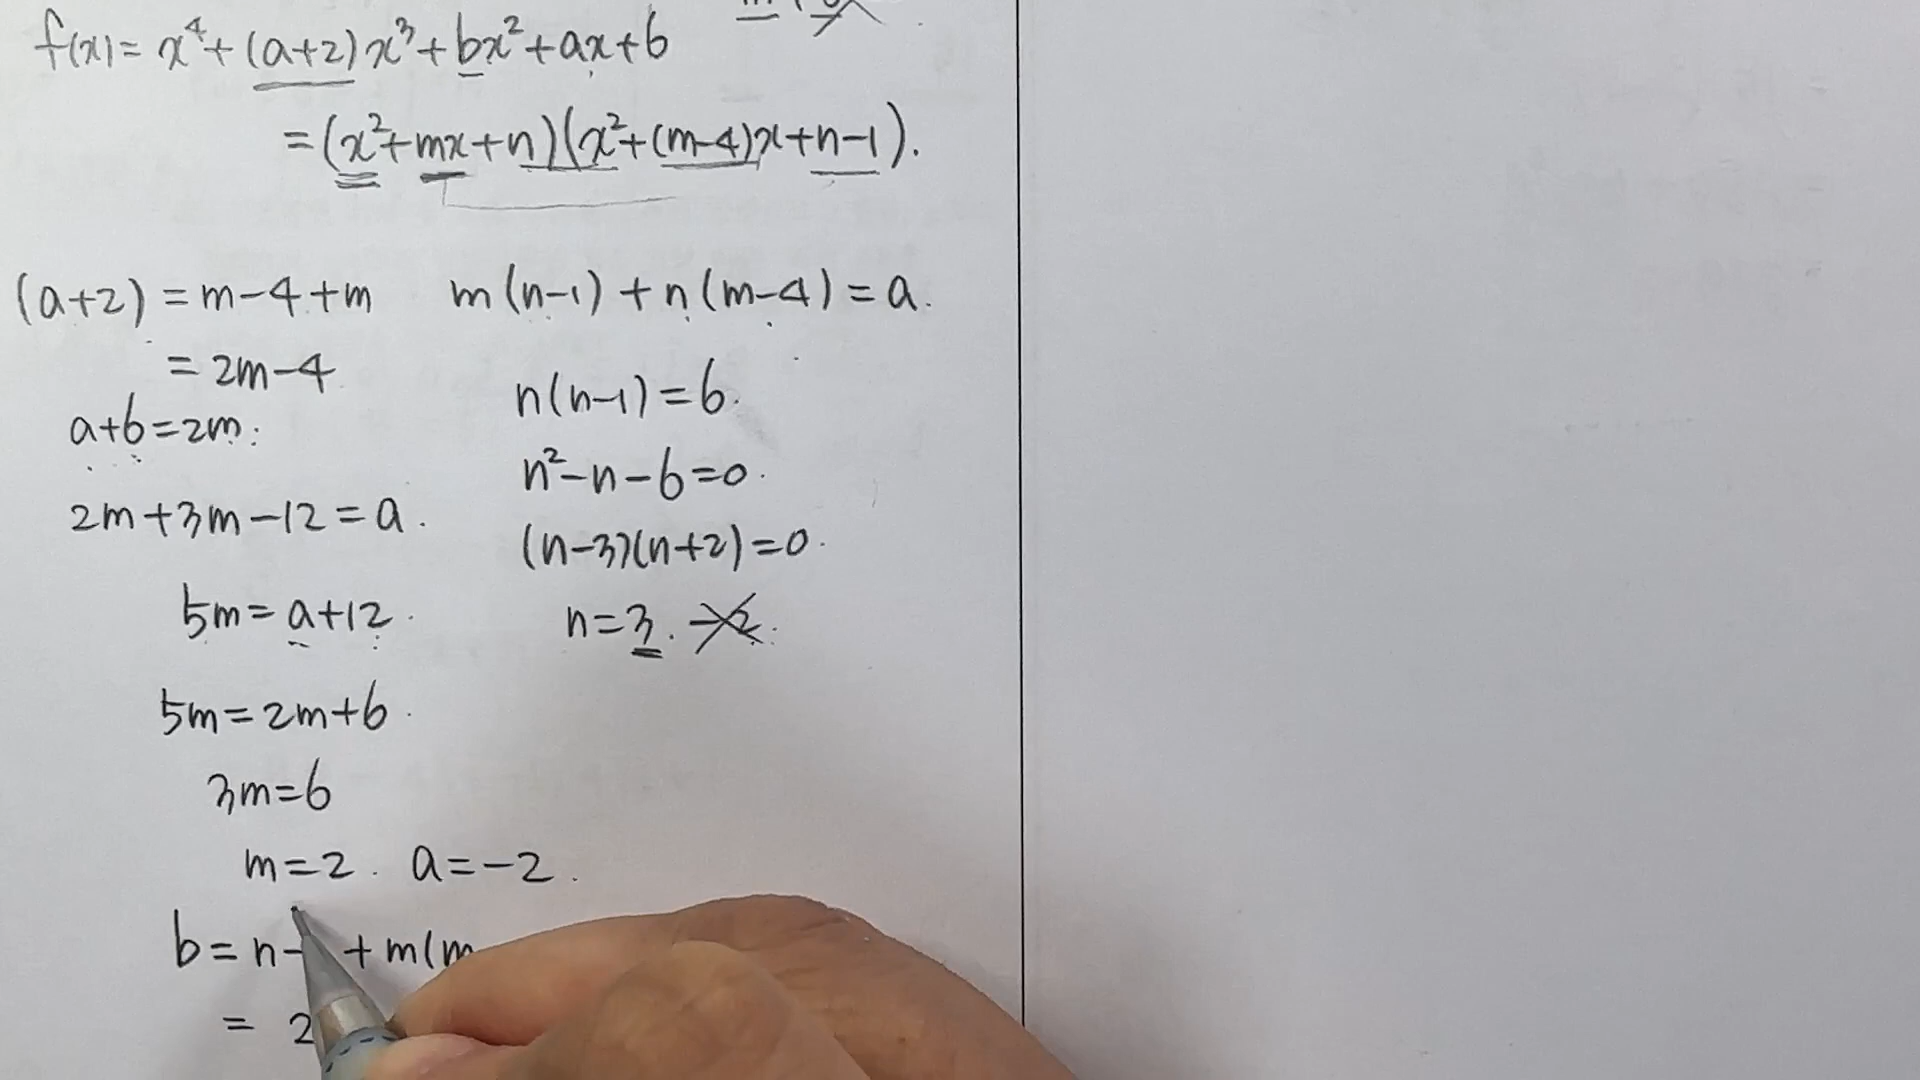 f(x) = x⁴ + (a+2)x³ + bx² + ax + 6
= (x² + mx + n)(x² + (m-4)x + n-1).
(a+2) = m-4+m
= 2m-4
a+6 = 2m.
2m+3m-12 = a.
5m = a+12.
5m = 2m+6.
3m = 6
m = 2. a = -2.
b = n- + m(m
= 2
m(n-1) + n(m-4) = a.
n(n-1) = 6.
n²-n-6 = 0.
(n-3)(n+2) = 0.
n = 3. -2.